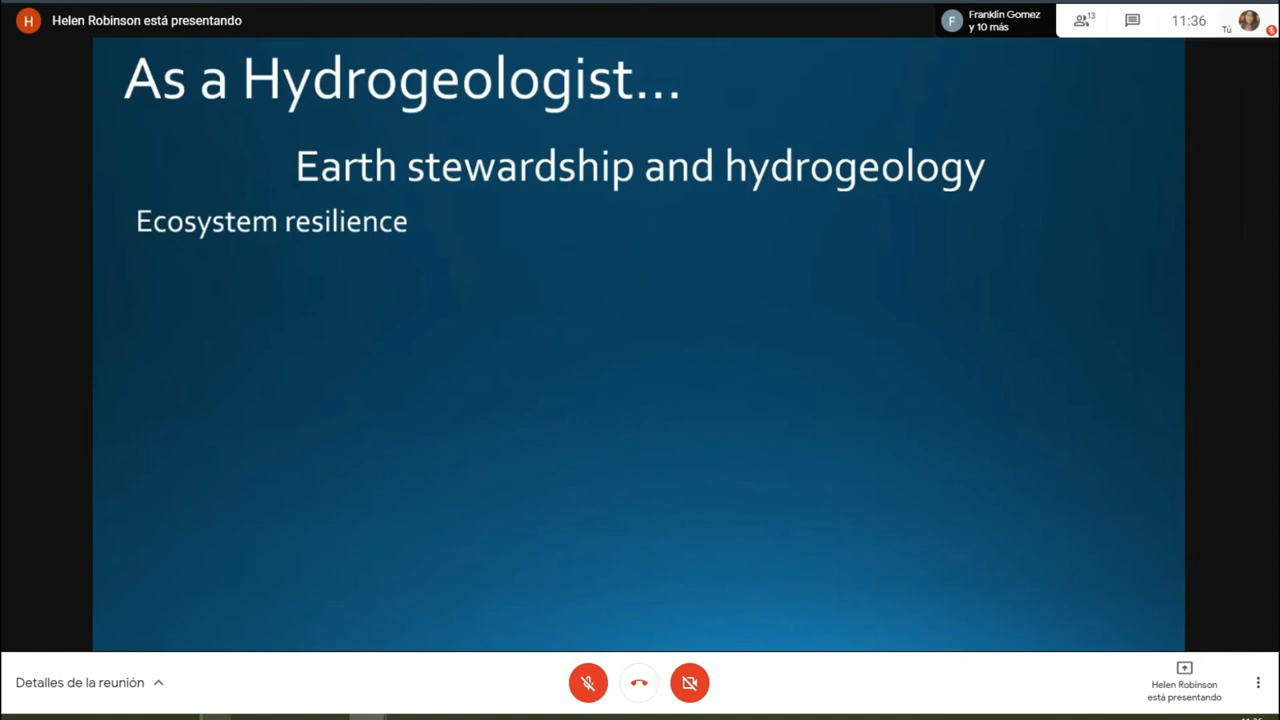 H Helen Robinson está presentando
F Franklin Gomez
y 10 más
13
11:36
Tú
As a Hydrogeologist...
Earth stewardship and hydrogeology
Ecosystem resilience
Detalles de la reunión
Helen Robinson
está presentando